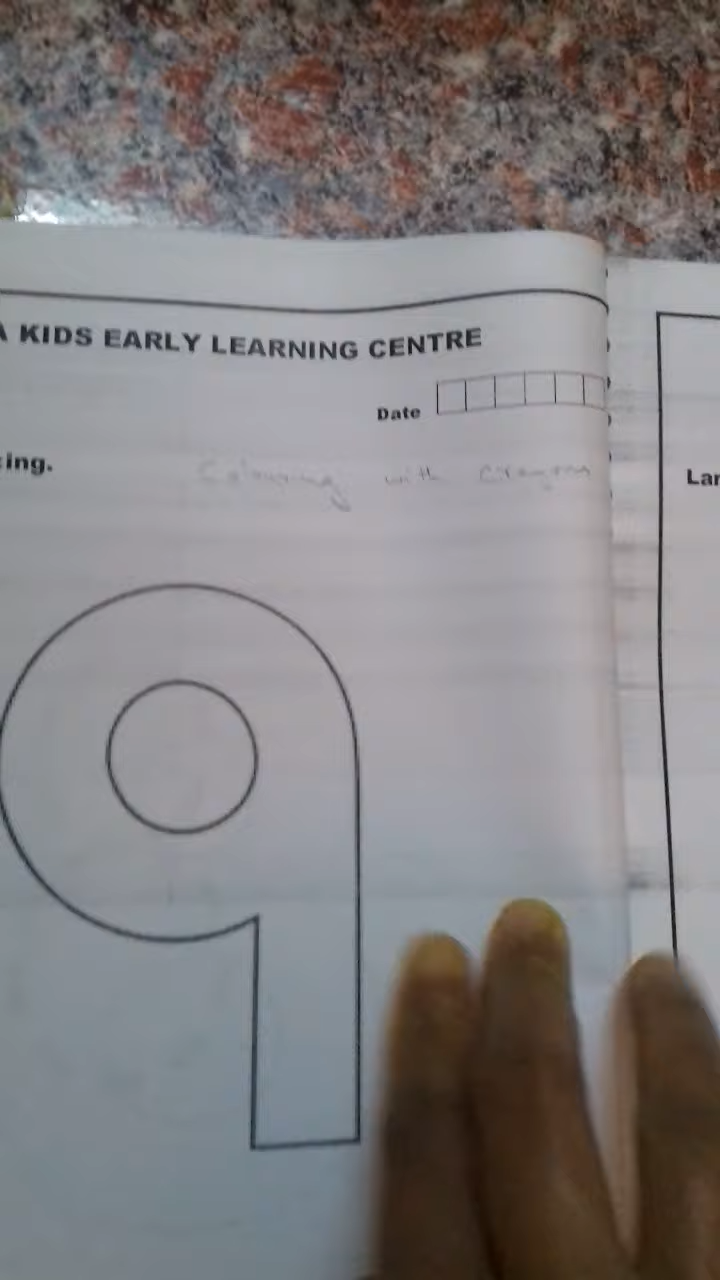 A KIDS EARLY LEARNING CENTRE
Date
ing.
Colouring with crayons
Lar
9